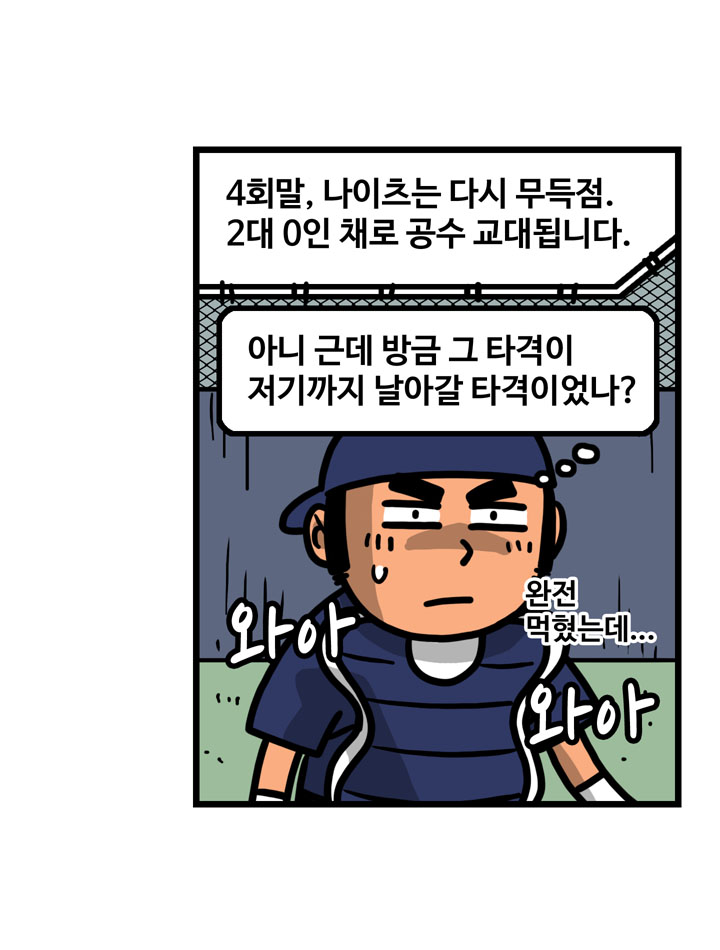 4회말, 나이츠는 다시 무득점.
2대 0인 채로 공수 교대됩니다.
아니 근데 방금 그 타격이
저기까지 날아갈 타격이었나?
완전
먹혔는데...
와아
와아